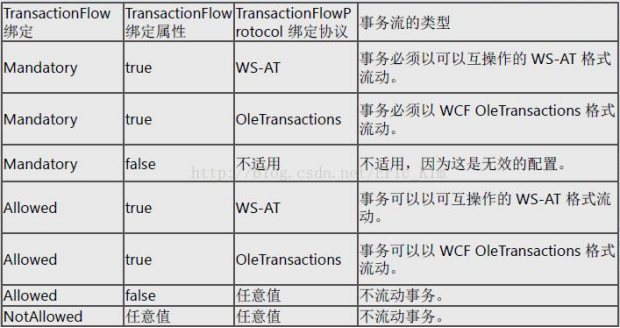 TransactionFlow TransactionFlow TransactionFlowP 事务流的类型
绑定 绑定属性 rotocol 绑定协议
Mandatory true WS-AT 事务必须以可以互操作的 WS-AT 格式
流动。
Mandatory true OleTransactions 事务必须以 WCF OleTransactions 格式
流动。
Mandatory false 不适用 不适用，因为这是无效的配置。
http://blog.csdn.net/Eric_Kim
Allowed true WS-AT 事务可以以可互操作的 WS-AT 格式流
动。
Allowed true OleTransactions 事务可以以 WCF OleTransactions 格式
流动。
Allowed false 任意值 不流动事务。
NotAllowed 任意值 任意值 不流动事务。